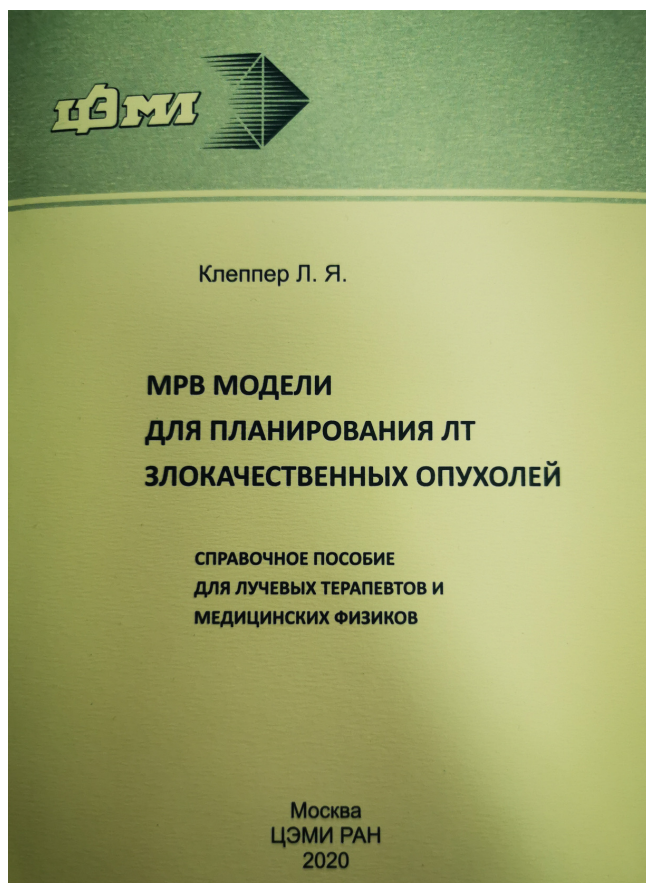 ЦЭМИ
Клеппер Л. Я.
МРВ МОДЕЛИ
ДЛЯ ПЛАНИРОВАНИЯ ЛТ
ЗЛОКАЧЕСТВЕННЫХ ОПУХОЛЕЙ
СПРАВОЧНОЕ ПОСОБИЕ
ДЛЯ ЛУЧЕВЫХ ТЕРАПЕВТОВ И
МЕДИЦИНСКИХ ФИЗИКОВ
Москва
ЦЭМИ РАН
2020